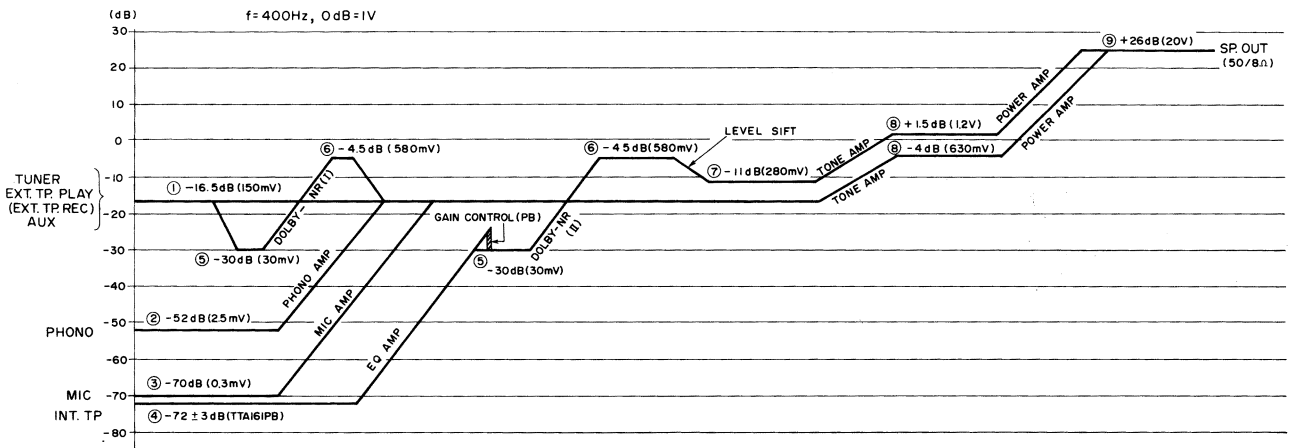 (dB)
f=400Hz, 0dB=1V
30
20
10
0
-10
-20
-30
-40
-50
-60
-70
-80
TUNER
EXT. TP. PLAY
(EXT. TP. REC)
AUX
PHONO
MIC
INT. TP
① -16.5dB (150mV)
⑤ -30dB (30mV)
DOLBY-NR(I)
⑥ -4.5dB (580mV)
② -52dB (2.5mV)
PHONO AMP
③ -70dB (0.3mV)
MIC AMP
④ -72 ± 3dB (TTA161PB)
EQ AMP
GAIN CONTROL (PB)
⑤ -30dB (30mV)
DOLBY-NR
(II)
⑥ -4.5dB (580mV)
LEVEL SIFT
⑦ -11dB (280mV)
TONE AMP
⑧ +1.5dB (1.2V)
⑧ -4dB (630mV)
TONE AMP
POWER AMP
POWER AMP
⑨ +26dB (20V)
SP. OUT
(50/8Ω)